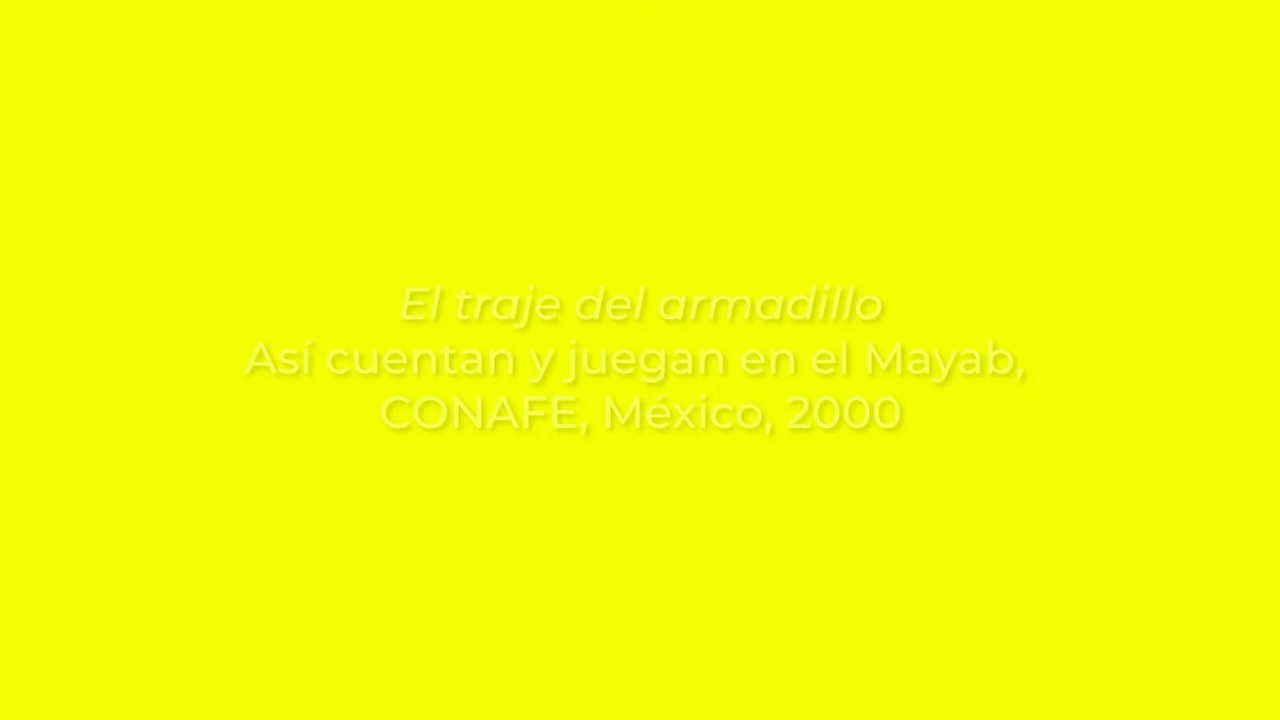 El traje del armadillo
Así cuentan y juegan en el Mayab,
CONAFE, México, 2000